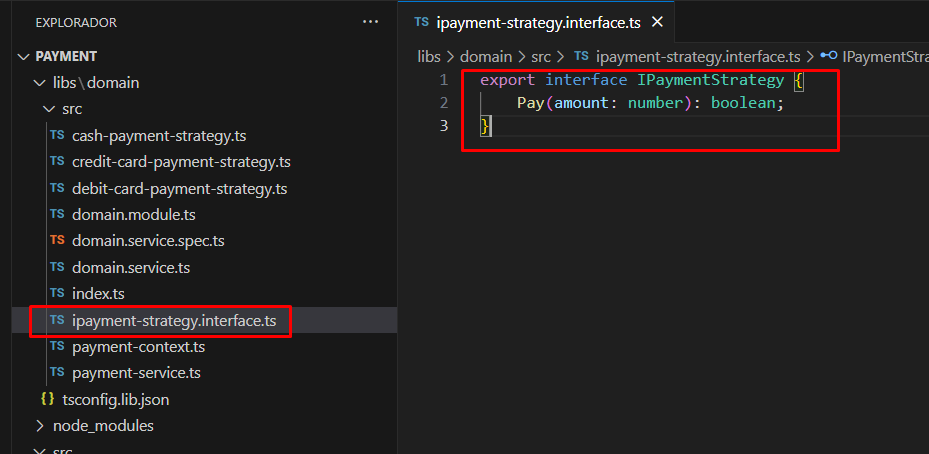 EXPLORADOR ...
PAYMENT
libs\domain
src
TS cash-payment-strategy.ts
TS credit-card-payment-strategy.ts
TS debit-card-payment-strategy.ts
TS domain.module.ts
TS domain.service.spec.ts
TS domain.service.ts
TS index.ts
TS ipayment-strategy.interface.ts
TS payment-context.ts
TS payment-service.ts
{} tsconfig.lib.json
node_modules
src
TS ipayment-strategy.interface.ts
libs > domain > src > TS ipayment-strategy.interface.ts > IPaymentStra
1 export interface IPaymentStrategy {
2 Pay(amount: number): boolean;
3 }